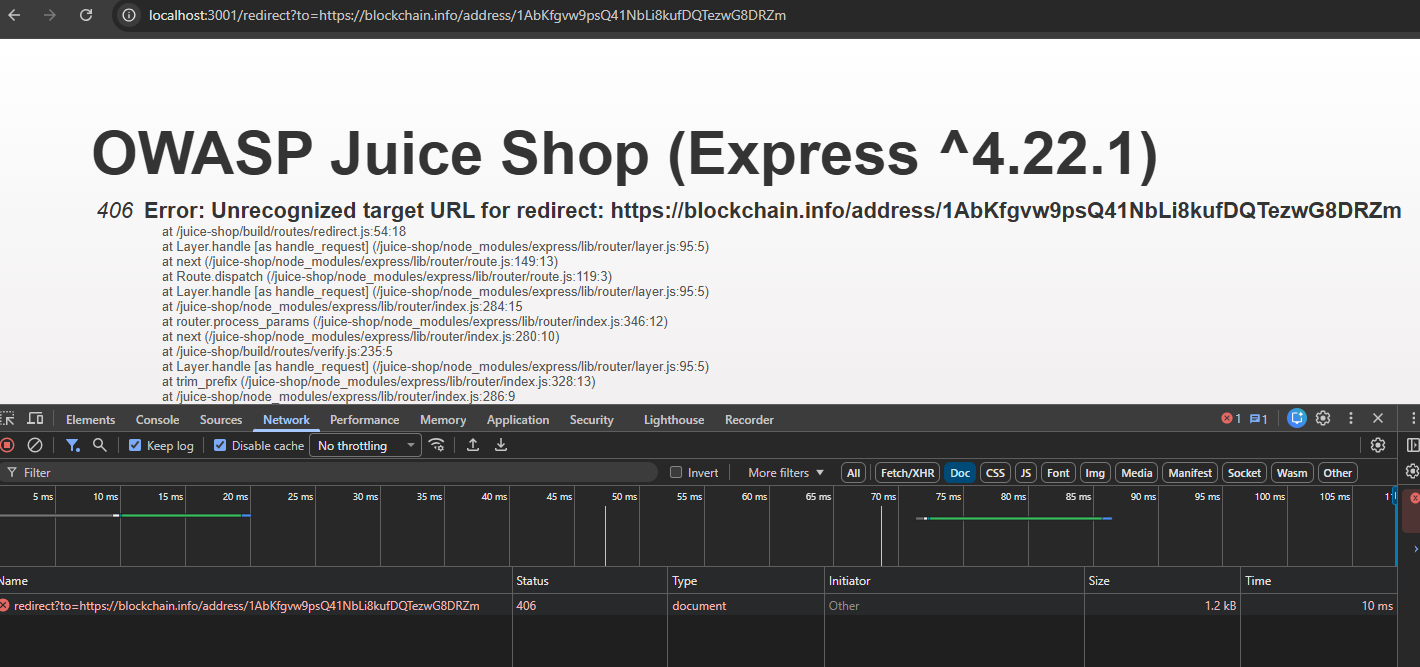 localhost:3001/redirect?to=https://blockchain.info/address/1AbKfgvw9psQ41NbLi8kufDQTezwG8DRZm
OWASP Juice Shop (Express ^4.22.1)
406 Error: Unrecognized target URL for redirect: https://blockchain.info/address/1AbKfgvw9psQ41NbLi8kufDQTezwG8DRZm
at /juice-shop/build/routes/redirect.js:54:18
at Layer.handle [as handle_request] (/juice-shop/node_modules/express/lib/router/layer.js:95:5)
at next (/juice-shop/node_modules/express/lib/router/route.js:149:13)
at Route.dispatch (/juice-shop/node_modules/express/lib/router/route.js:119:3)
at Layer.handle [as handle_request] (/juice-shop/node_modules/express/lib/router/layer.js:95:5)
at /juice-shop/node_modules/express/lib/router/index.js:284:15
at router.process_params (/juice-shop/node_modules/express/lib/router/index.js:346:12)
at next (/juice-shop/node_modules/express/lib/router/index.js:280:10)
at /juice-shop/build/routes/verify.js:235:5
at Layer.handle [as handle_request] (/juice-shop/node_modules/express/lib/router/layer.js:95:5)
at trim_prefix (/juice-shop/node_modules/express/lib/router/index.js:328:13)
at /juice-shop/node_modules/express/lib/router/index.js:286:9
Elements Console Sources Network Performance Memory Application Security Lighthouse Recorder 1 1
Keep log Disable cache No throttling
Filter Invert More filters All Fetch/XHR Doc CSS JS Font Img Media Manifest Socket Wasm Other
5 ms 10 ms 15 ms 20 ms 25 ms 30 ms 35 ms 40 ms 45 ms 50 ms 55 ms 60 ms 65 ms 70 ms 75 ms 80 ms 85 ms 90 ms 95 ms 100 ms 105 ms
Name Status Type Initiator Size Time
redirect?to=https://blockchain.info/address/1AbKfgvw9psQ41NbLi8kufDQTezwG8DRZm 406 document Other 1.2 kB 10 ms